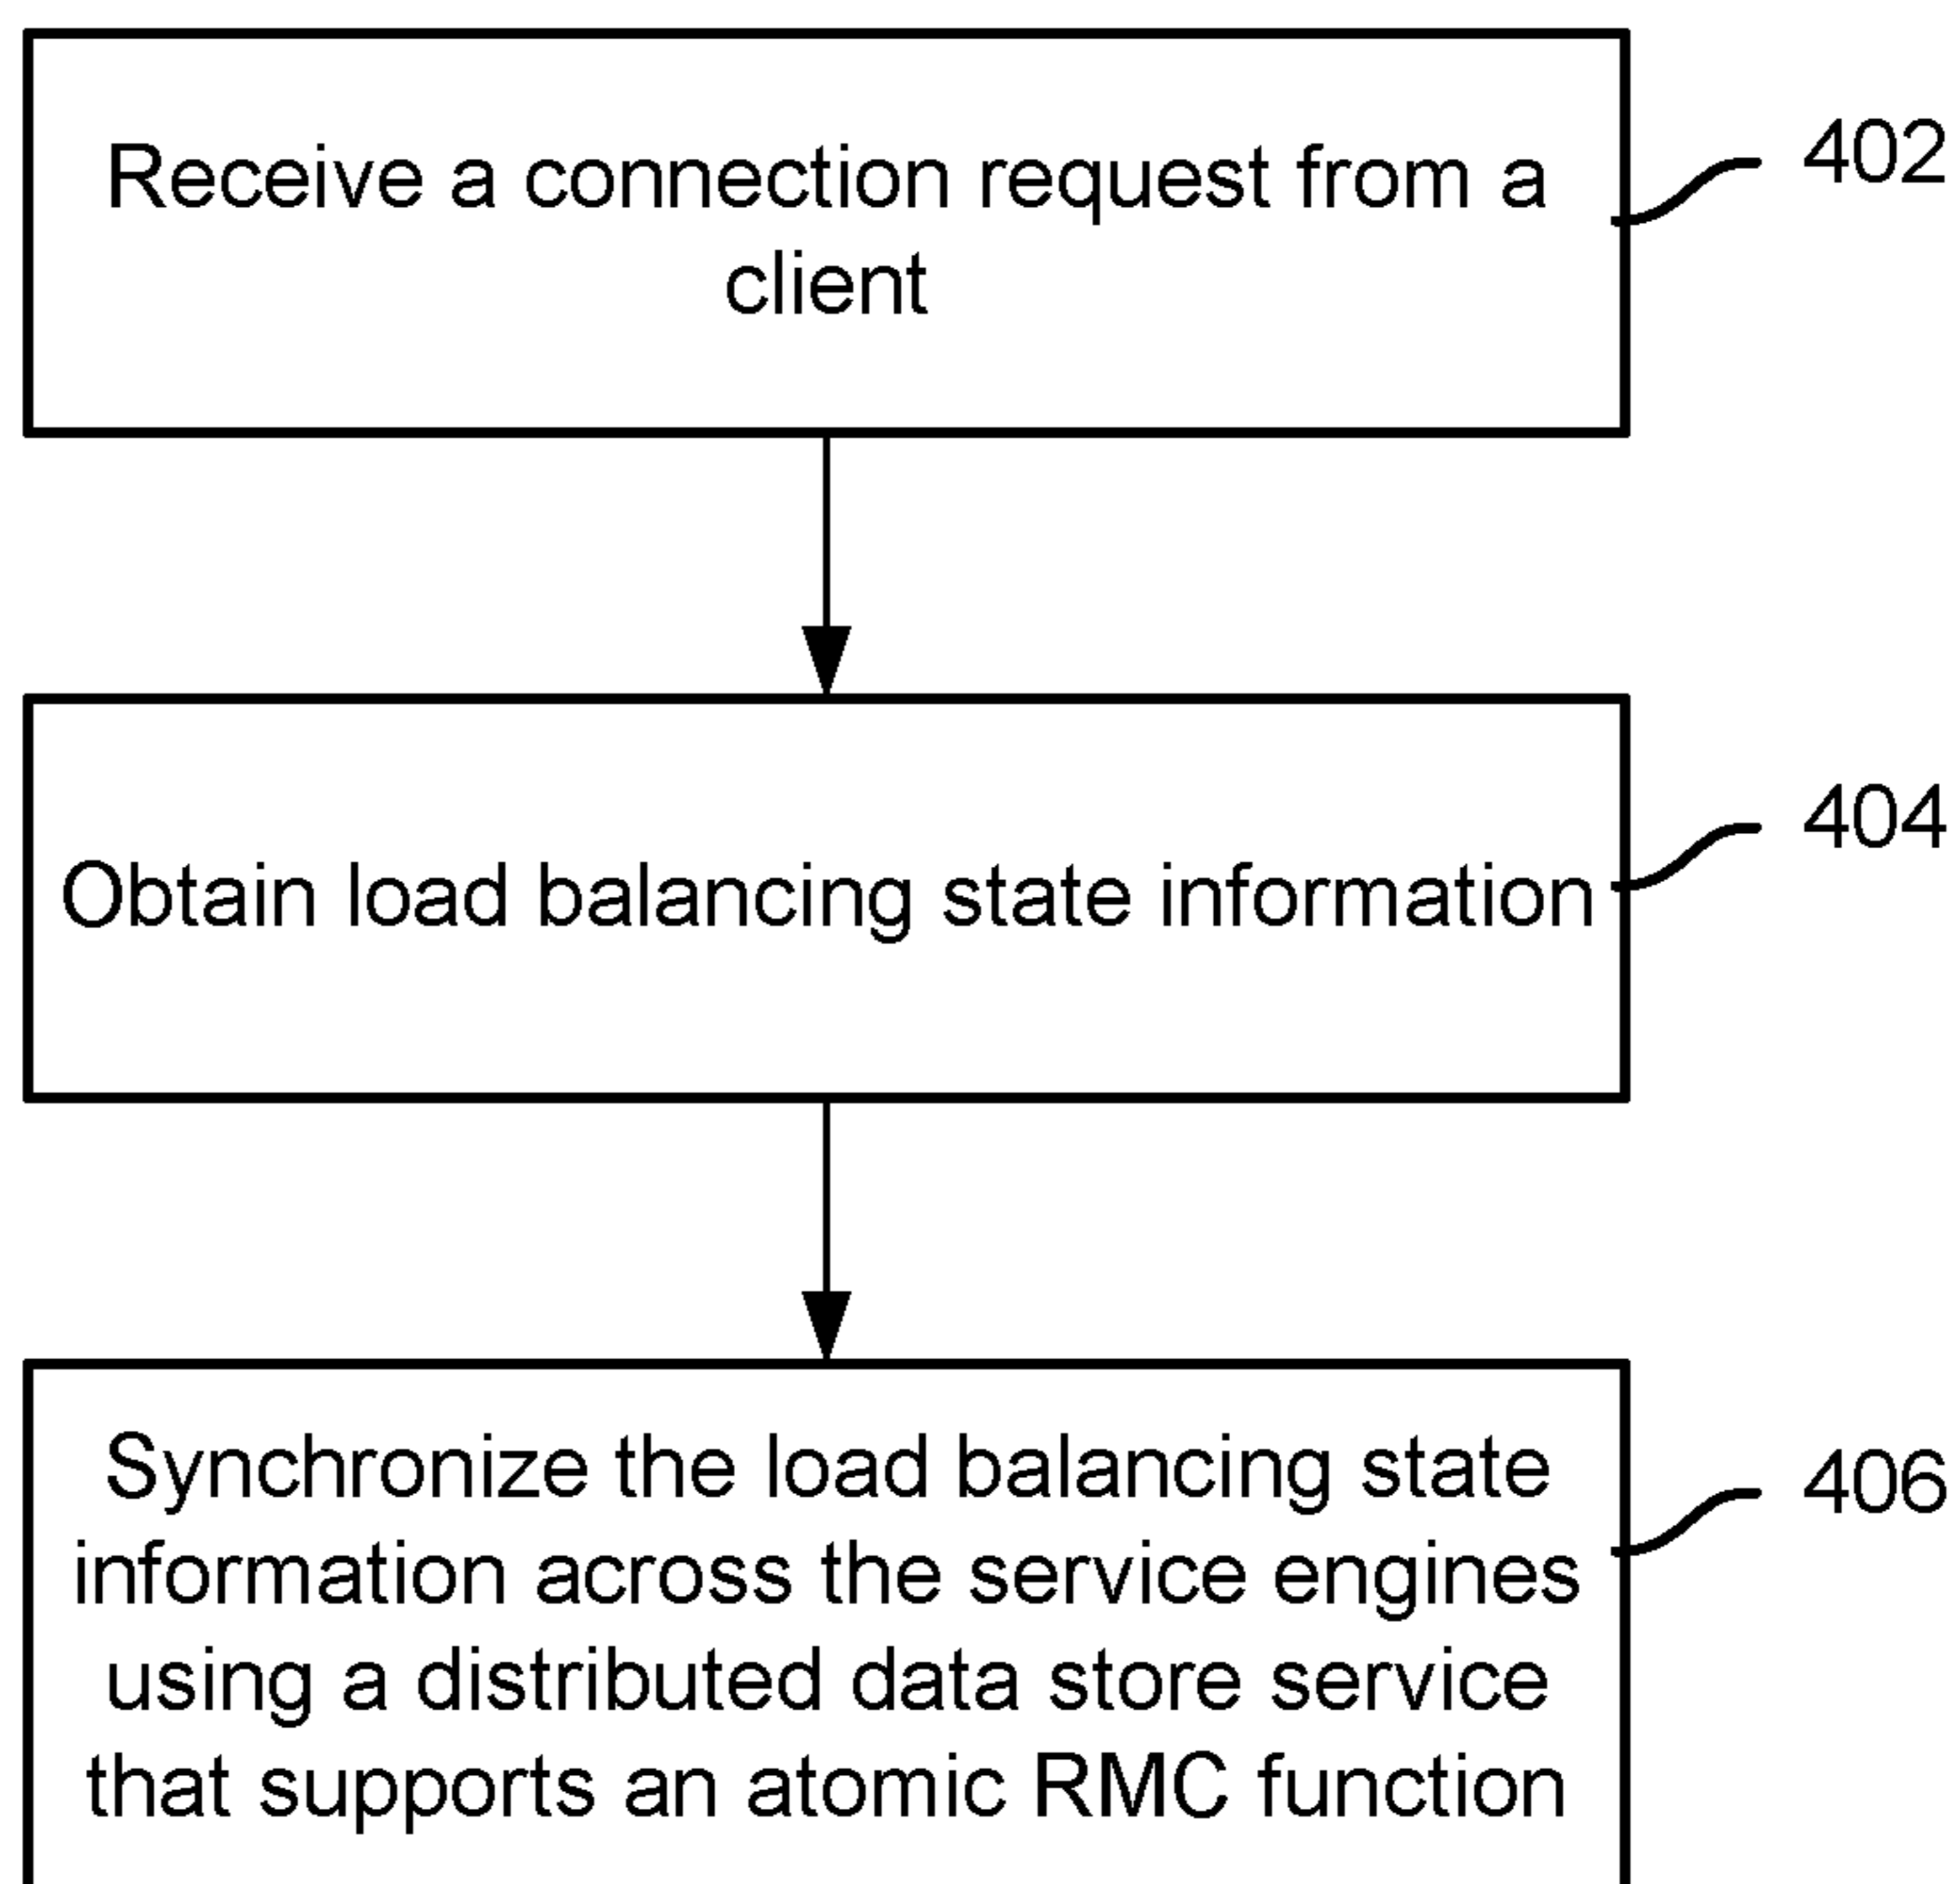 Receive a connection request from a
client
402
Obtain load balancing state information
404
Synchronize the load balancing state
information across the service engines
using a distributed data store service
that supports an atomic RMC function
406